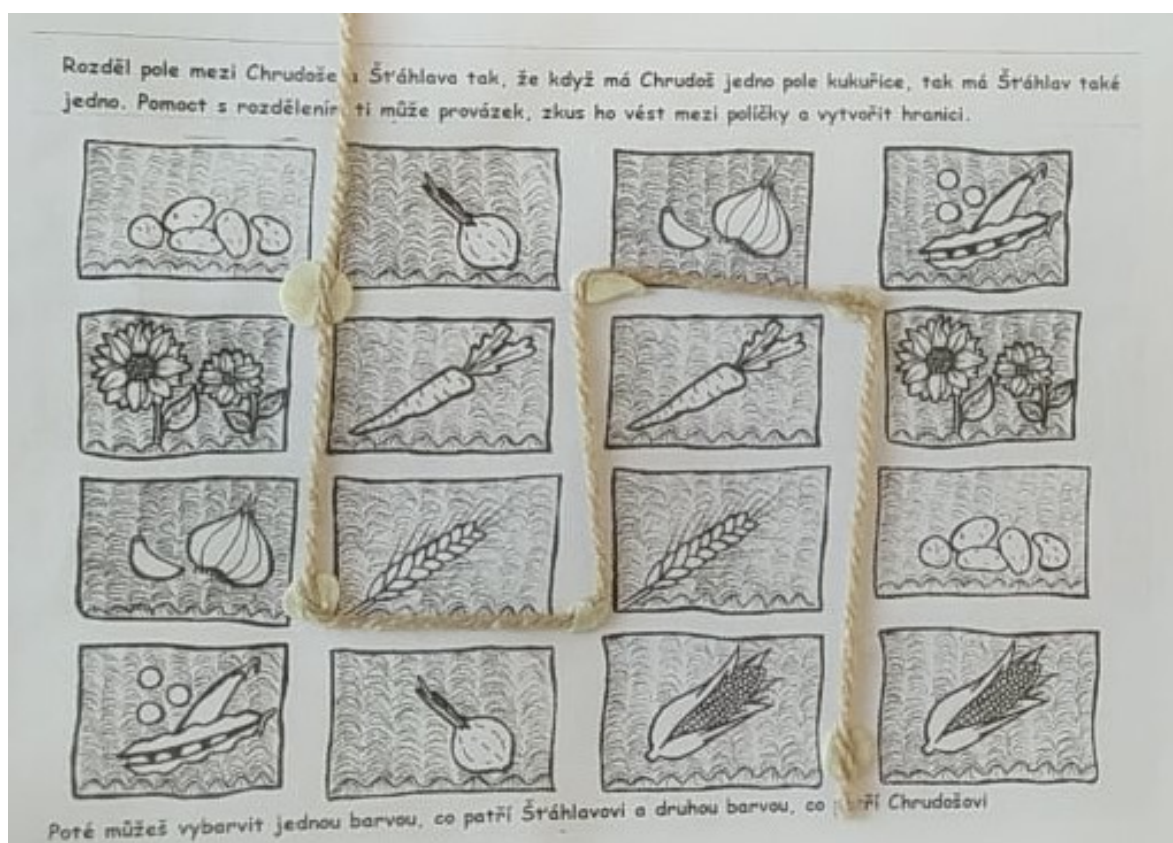 Rozděl pole mezi Chrudoše a Šťáhlava tak, že když má Chrudoš jedno pole kukuřice, tak má Šťáhlav také
jedno. Pomoct s rozdělením ti může provázek, zkus ho vést mezi políčky a vytvořit hranici.
Poté můžeš vybarvit jednou barvou, co patří Šťáhlavovi a druhou barvou, co patří Chrudošovi